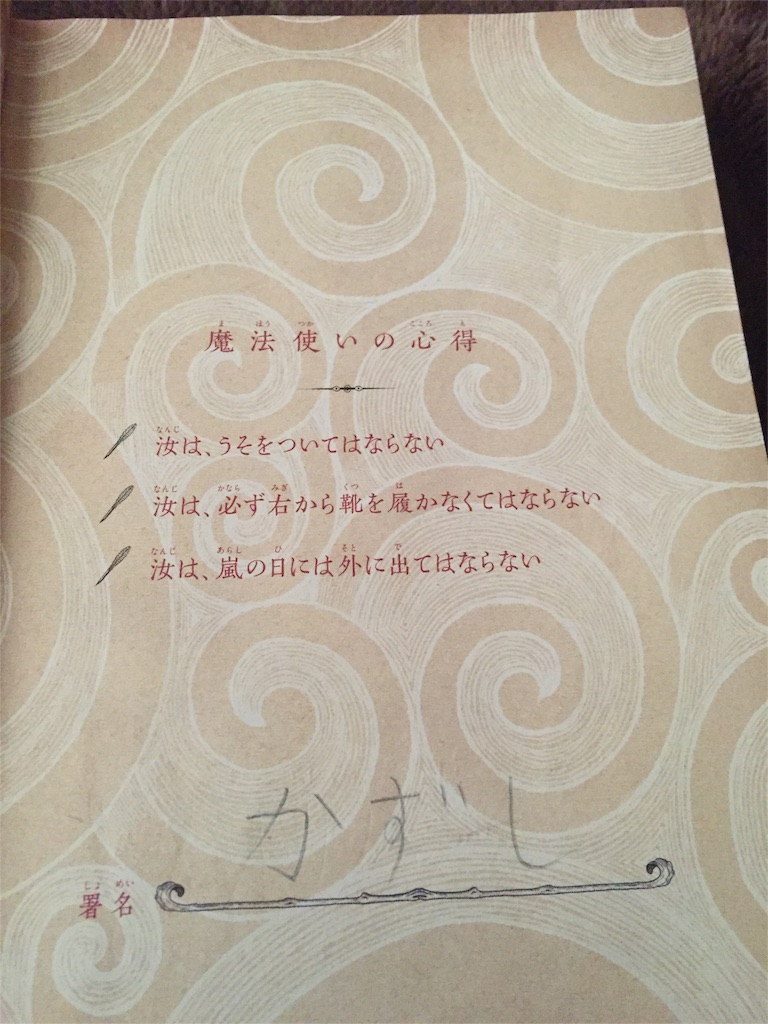 魔法使いの心得
汝は、うそをついてはならない
汝は、必ず右から靴を履かなくてはならない
汝は、嵐の日には外に出てはならない
かずし
署名